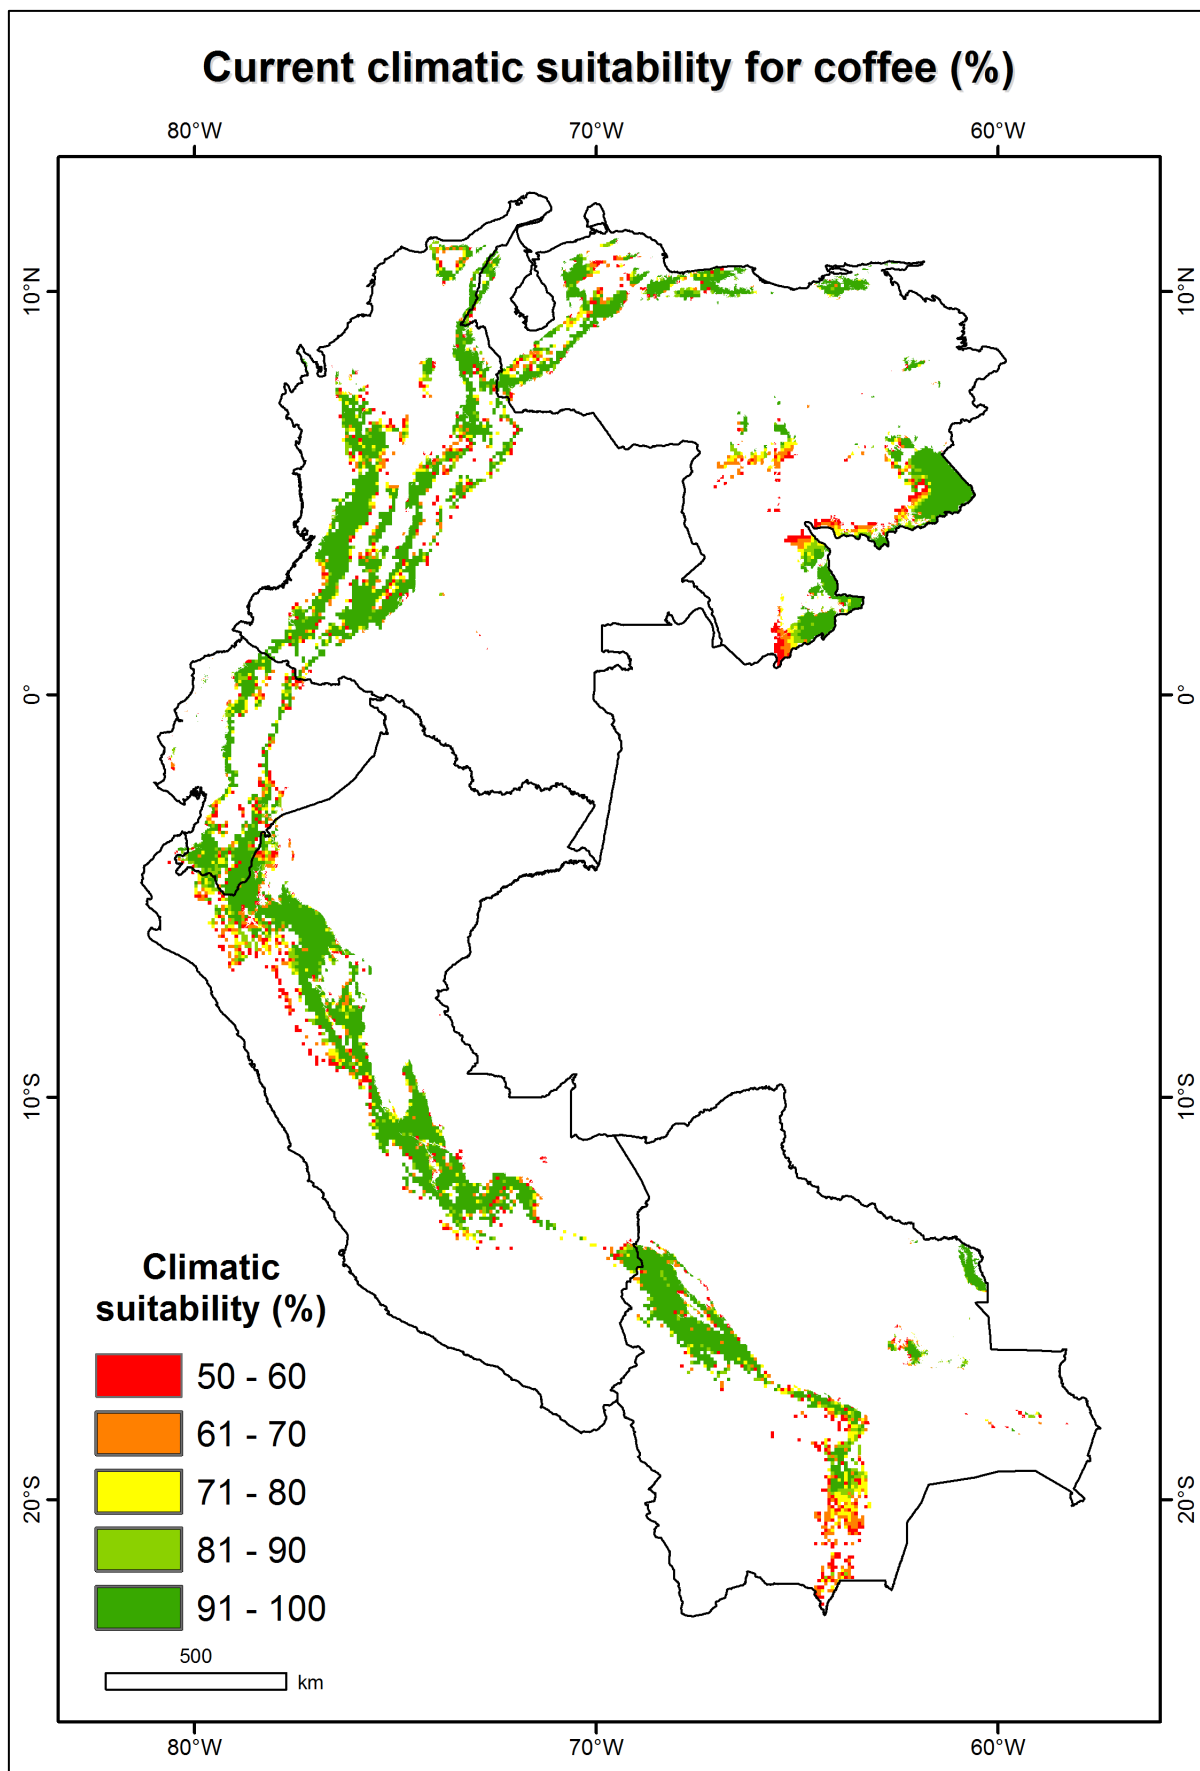 Current climatic suitability for coffee (%)
80°W 70°W 60°W
10°N 10°N
0° 0°
10°S 10°S
20°S 20°S
Climatic
suitability (%)
50 - 60
61 - 70
71 - 80
81 - 90
91 - 100
500
km
80°W 70°W 60°W